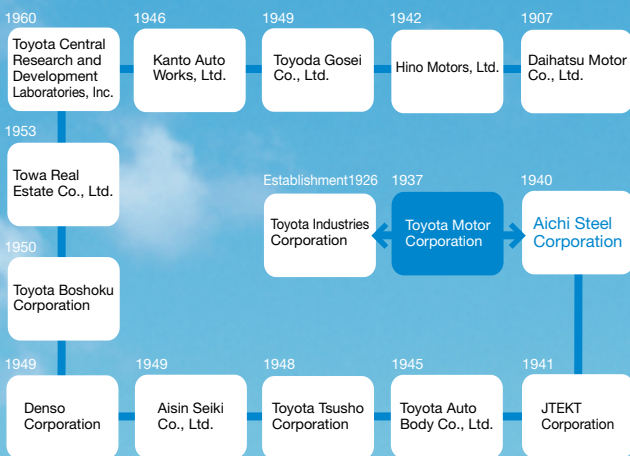 1960
Toyota Central
Research and
Development
Laboratories, Inc.
1946
Kanto Auto
Works, Ltd.
1949
Toyoda Gosei
Co., Ltd.
1942
Hino Motors, Ltd.
1907
Daihatsu Motor
Co., Ltd.
1953
Towa Real
Estate Co., Ltd.
Establishment1926
Toyota Industries
Corporation
1937
Toyota Motor
Corporation
1940
Aichi Steel
Corporation
1950
Toyota Boshoku
Corporation
1949
Denso
Corporation
1949
Aisin Seiki
Co., Ltd.
1948
Toyota Tsusho
Corporation
1945
Toyota Auto
Body Co., Ltd.
1941
JTEKT
Corporation